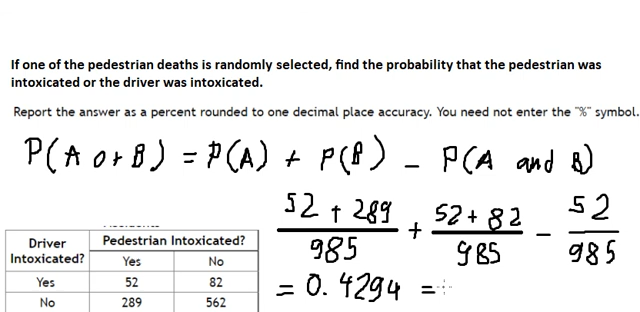 If one of the pedestrian deaths is randomly selected, find the probability that the pedestrian was
intoxicated or the driver was intoxicated.
Report the answer as a percent rounded to one decimal place accuracy. You need not enter the "%" symbol.
P(A or B) = P(A) + P(B) - P(A and B)
52 + 289 / 985 + 52 + 82 / 985 - 52 / 985
= 0.4294 =
Driver Intoxicated? Pedestrian Intoxicated?
Yes No
Yes 52 82
No 289 562